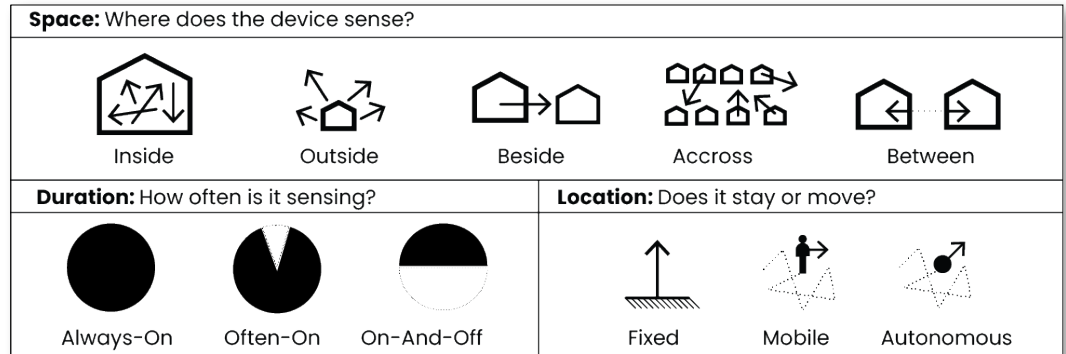 Space: Where does the device sense?
Inside Outside Beside Accross Between
Duration: How often is it sensing?
Location: Does it stay or move?
Always-On Often-On On-And-Off
Fixed Mobile Autonomous